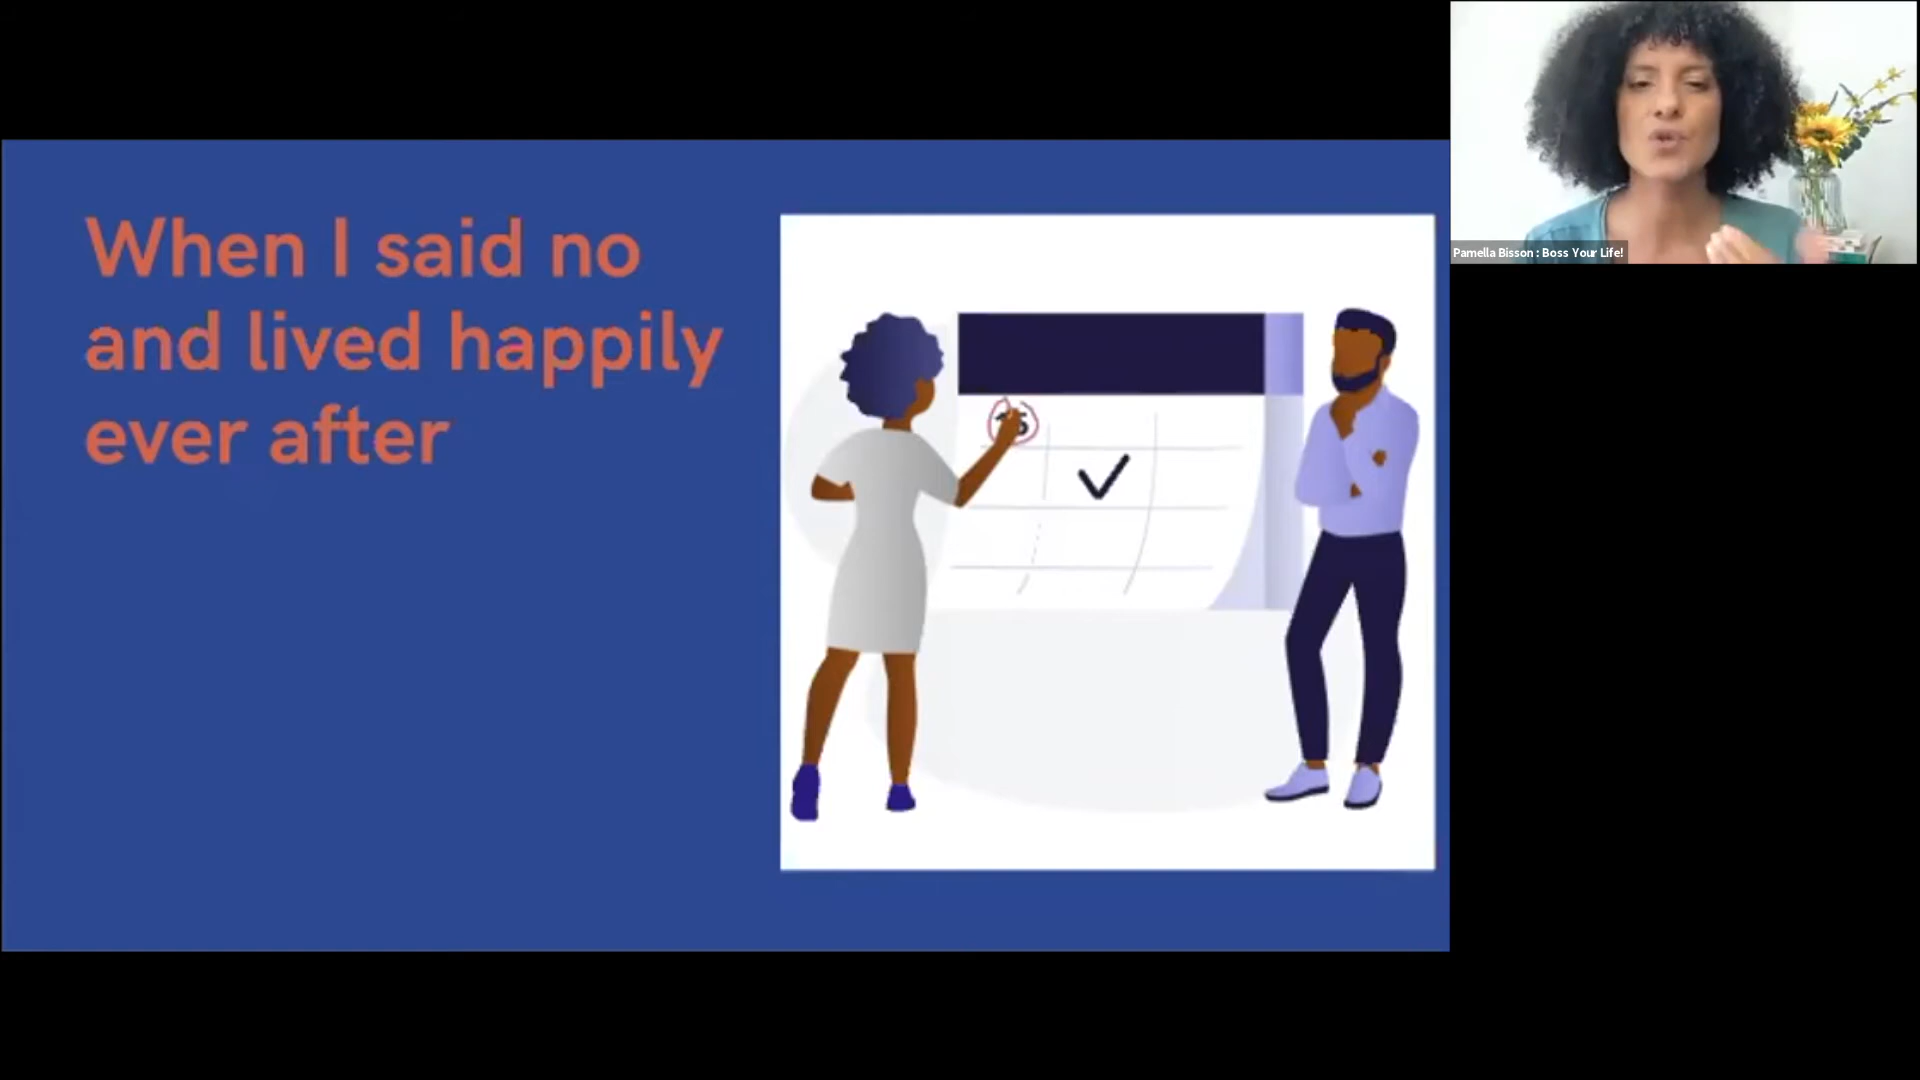 When I said no
and lived happily
ever after
Pamella Bisson : Boss Your Life!